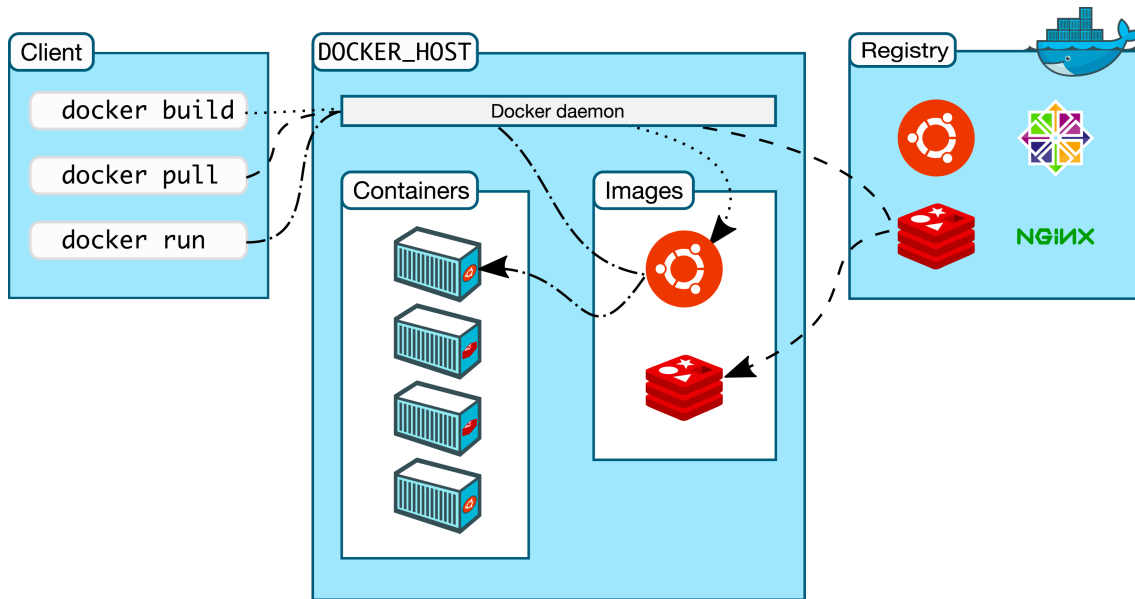 Client
docker build
docker pull
docker run
DOCKER_HOST
Docker daemon
Containers
Images
Registry
NGINX